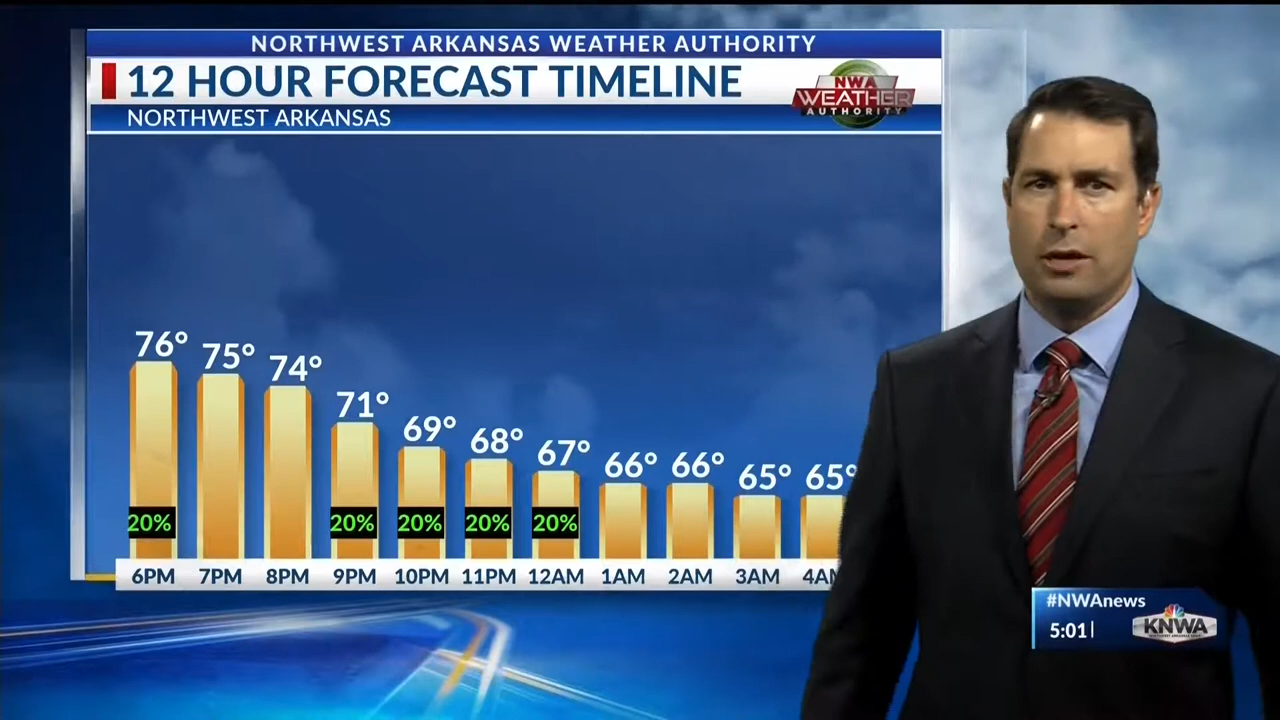 NORTHWEST ARKANSAS WEATHER AUTHORITY
12 HOUR FORECAST TIMELINE
NWA
WEATHER
AUTHORITY
NORTHWEST ARKANSAS
76° 75° 74° 71° 69° 68° 67° 66° 66° 65° 65°
20% 20% 20% 20% 20%
6PM 7PM 8PM 9PM 10PM 11PM 12AM 1AM 2AM 3AM 4AM
#NWAnews
5:01
KNWA